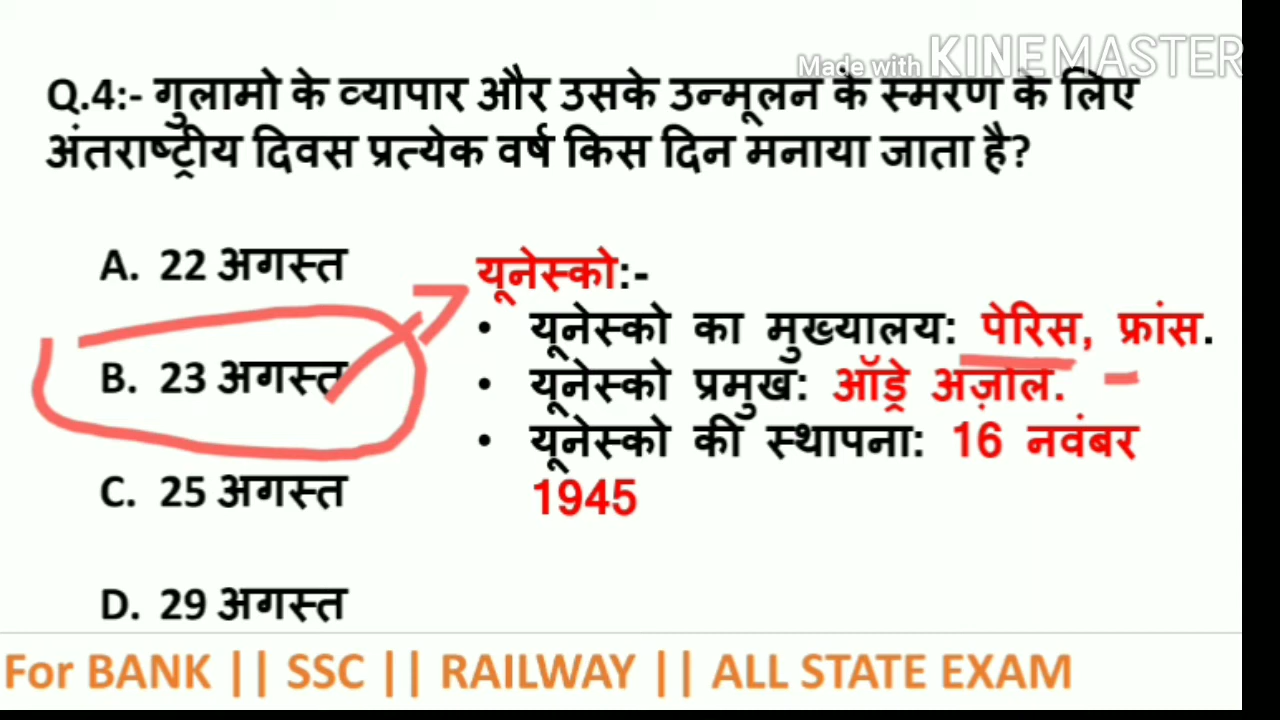 Made with KINEMASTER
Q.4:- गुलामो के व्यापार और उसके उन्मूलन के स्मरण के लिए
अंतराष्ट्रीय दिवस प्रत्येक वर्ष किस दिन मनाया जाता है?
A. 22 अगस्त
B. 23 अगस्त
C. 25 अगस्त
D. 29 अगस्त
यूनेस्को:-
• यूनेस्को का मुख्यालय: पेरिस, फ्रांस.
• यूनेस्को प्रमुख: ऑड्रे अज़ोले.
• यूनेस्को की स्थापना: 16 नवंबर
1945
For BANK || SSC || RAILWAY || ALL STATE EXAM